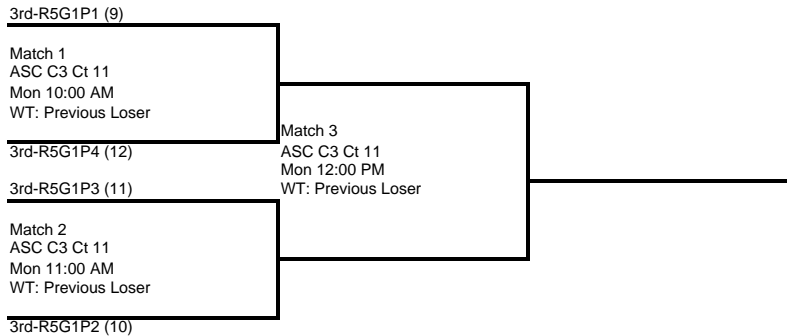 3rd-R5G1P1 (9)
Match 1
ASC C3 Ct 11
Mon 10:00 AM
WT: Previous Loser
3rd-R5G1P4 (12)
Match 3
ASC C3 Ct 11
Mon 12:00 PM
WT: Previous Loser
3rd-R5G1P3 (11)
Match 2
ASC C3 Ct 11
Mon 11:00 AM
WT: Previous Loser
3rd-R5G1P2 (10)